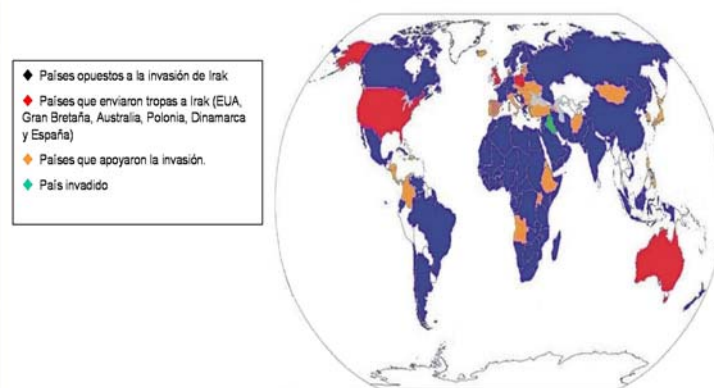 Países opuestos a la invasión de Irak
Países que enviaron tropas a Irak (EUA,
Gran Bretaña, Australia, Polonia, Dinamarca
y España)
Países que apoyaron la invasión.
País invadido